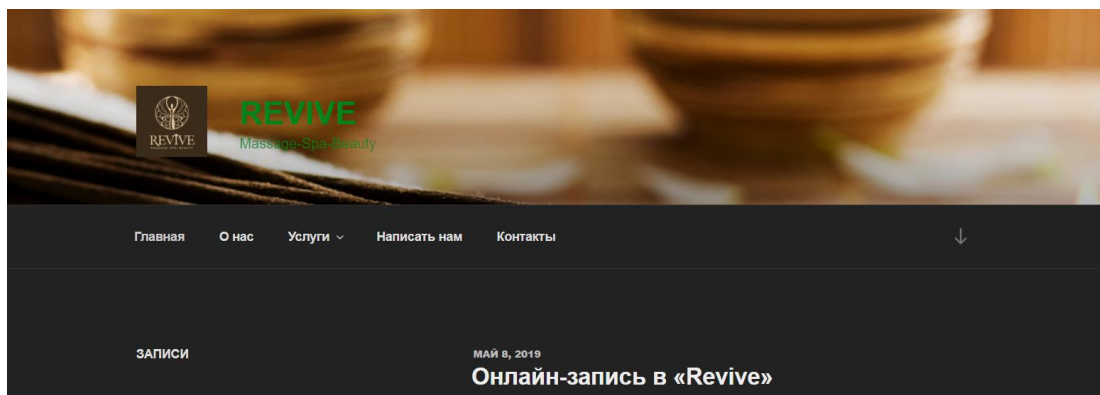 REVIVE
REVIVE
Massage-Spa-Beauty
Главная О нас Услуги Написать нам Контакты
ЗАПИСИ
МАЙ 8, 2019
Онлайн-запись в «Revive»